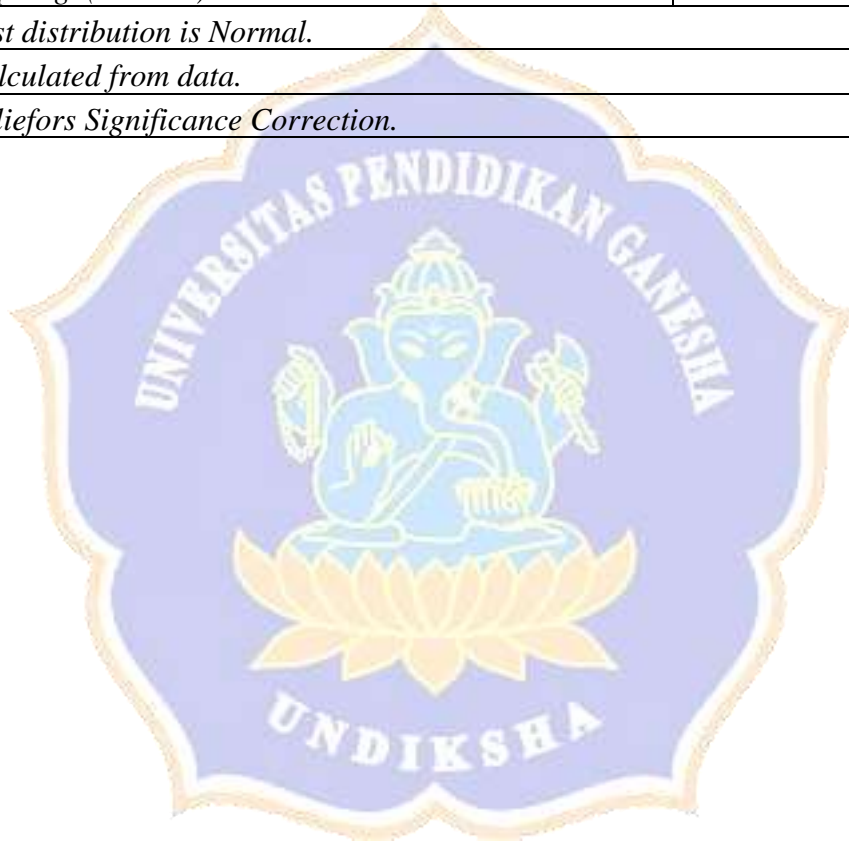 st distribution is Normal.
lculated from data.
liefors Significance Correction.
UNIVERSITAS PENDIDIKAN GANESHA
UNDIKSHA